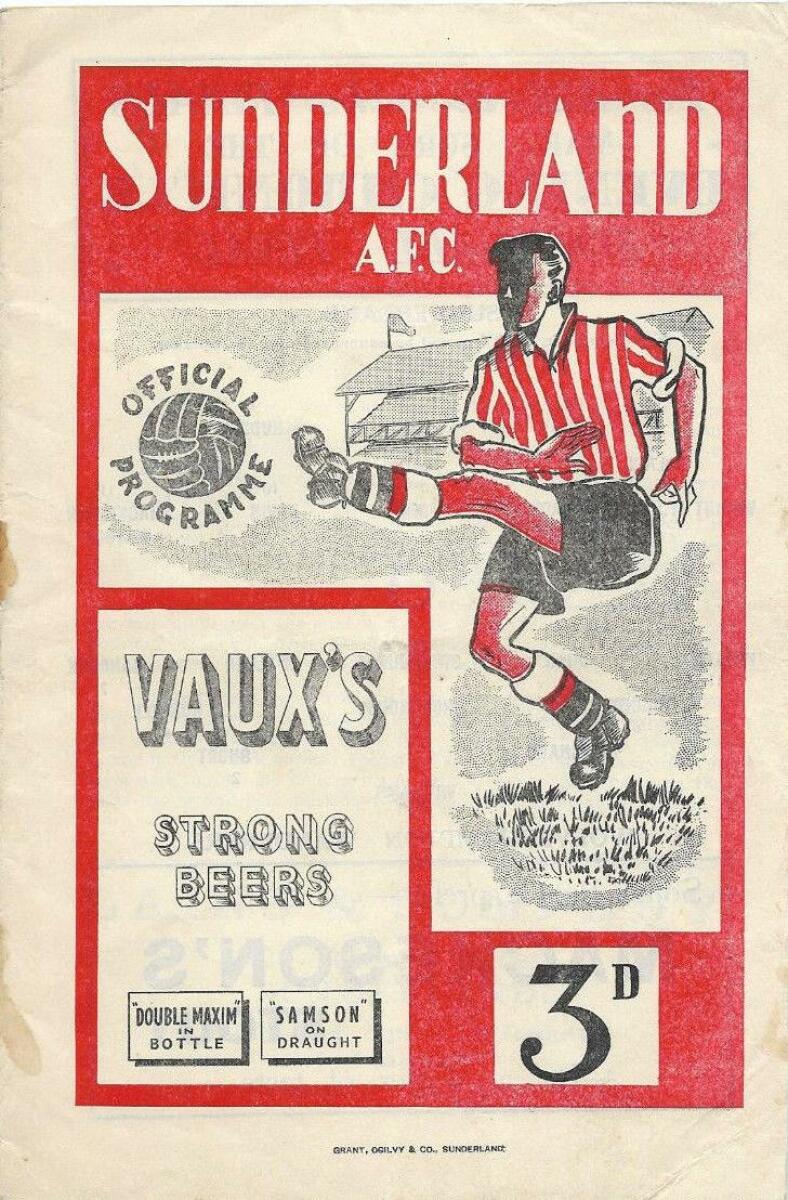 SUNDERLAND
A.F.C.
OFFICIAL
PROGRAMME
VAUX'S
STRONG
BEERS
"DOUBLE MAXIM"
IN
BOTTLE
"SAMSON"
ON
DRAUGHT
3D
GRANT, OGILVY & CO., SUNDERLAND.